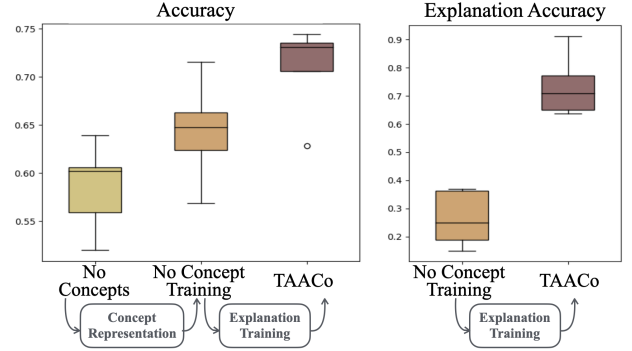 Accuracy
0.75
0.70
0.65
0.60
0.55
No
Concepts
No Concept
Training
TAACo
Concept
Representation
Explanation
Training
Explanation Accuracy
0.9
0.8
0.7
0.6
0.5
0.4
0.3
0.2
No Concept
Training
TAACo
Explanation
Training